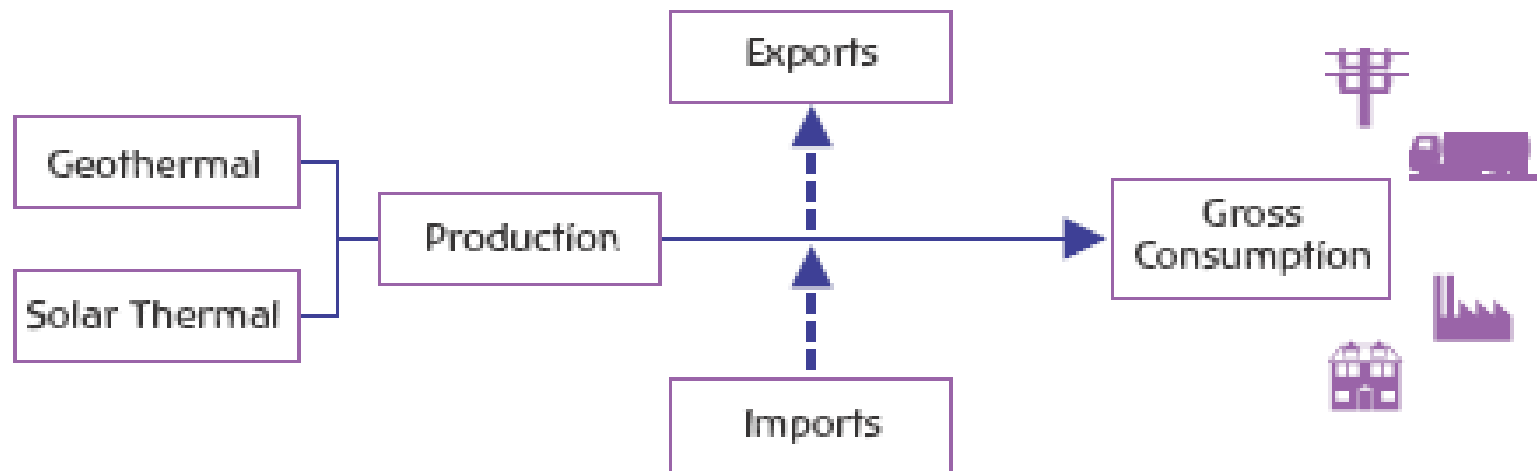 Exports
Geothermal
Production
Gross
Consumption
Solar Thermal
Imports